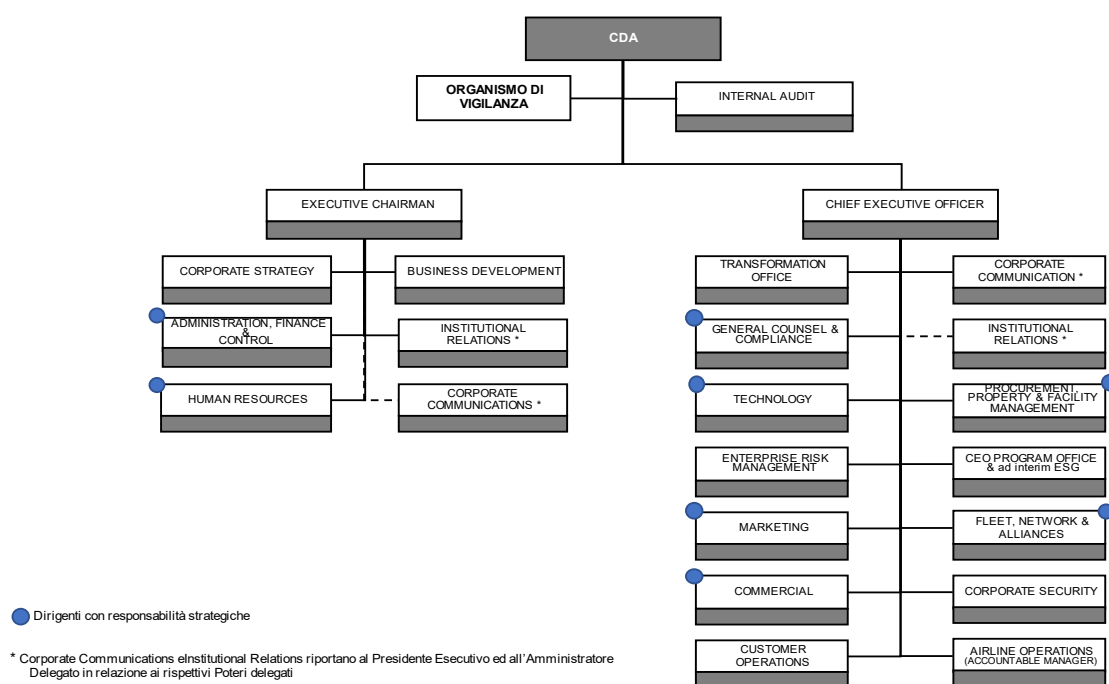 CDA
ORGANISMO DI
VIGILANZA
INTERNAL AUDIT
EXECUTIVE CHAIRMAN
CHIEF EXECUTIVE OFFICER
CORPORATE STRATEGY
BUSINESS DEVELOPMENT
ADMINISTRATION, FINANCE
&
CONTROL
INSTITUTIONAL
RELATIONS *
HUMAN RESOURCES
CORPORATE
COMMUNICATIONS *
TRANSFORMATION
OFFICE
CORPORATE
COMMUNICATION *
GENERAL COUNSEL &
COMPLIANCE
INSTITUTIONAL
RELATIONS *
TECHNOLOGY
PROCUREMENT,
PROPERTY & FACILITY
MANAGEMENT
ENTERPRISE RISK
MANAGEMENT
CEO PROGRAM OFFICE
& ad interim ESG
MARKETING
FLEET, NETWORK &
ALLIANCES
COMMERCIAL
CORPORATE SECURITY
CUSTOMER
OPERATIONS
AIRLINE OPERATIONS
(ACCOUNTABLE MANAGER)
Dirigenti con responsabilità strategiche
* Corporate Communications eInstitutional Relations riportano al Presidente Esecutivo ed all'Amministratore
Delegato in relazione ai rispettivi Poteri delegati